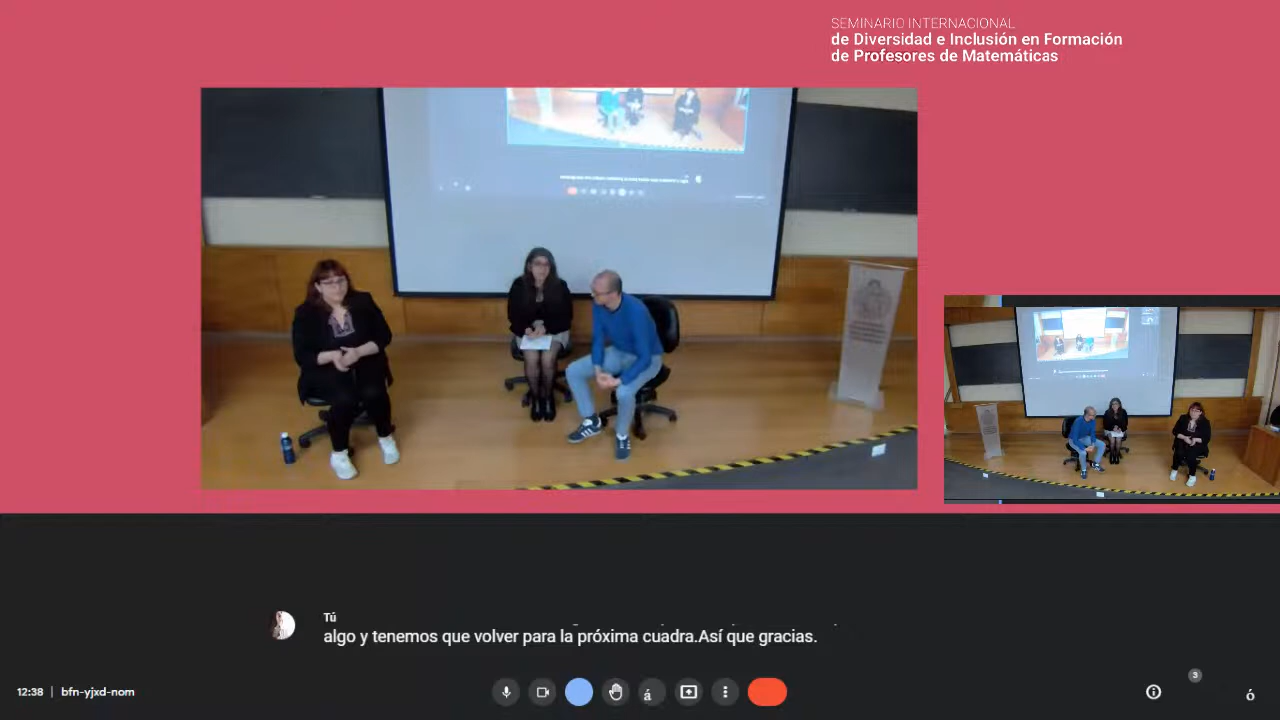 SEMINARIO INTERNACIONAL
de Diversidad e Inclusión en Formación
de Profesores de Matemáticas
Tú
algo y tenemos que volver para la próxima cuadra.Así que gracias.
12:38 | bfn-yjxd-nom
á
3
ó